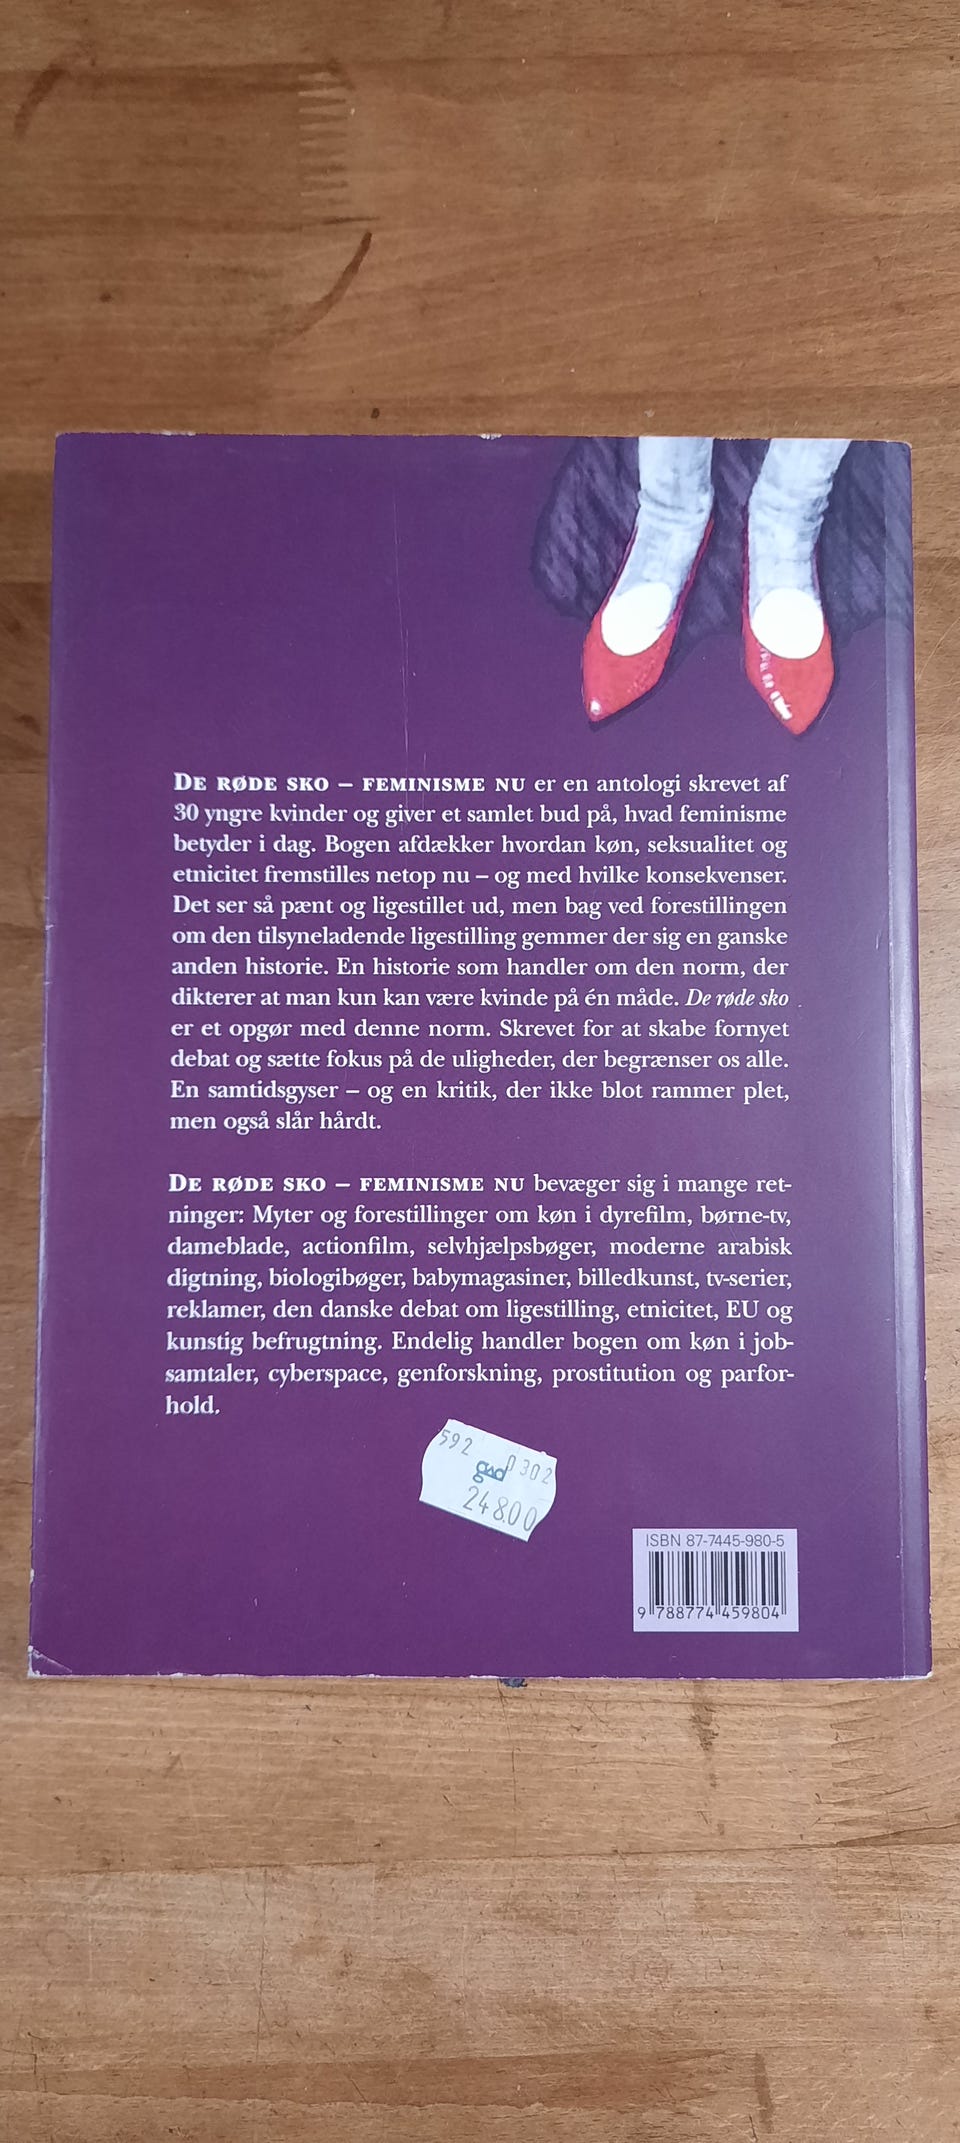 DE RØDE SKO – FEMINISME NU er en antologi skrevet af
30 yngre kvinder og giver et samlet bud på, hvad feminisme
betyder i dag. Bogen afdækker hvordan køn, seksualitet og
etnicitet fremstilles netop nu – og med hvilke konsekvenser.
Det ser så pænt og ligestillet ud, men bag ved forestillingen
om den tilsyneladende ligestilling gemmer der sig en ganske
anden historie. En historie som handler om den norm, der
dikterer at man kun kan være kvinde på én måde. De røde sko
er et opgør med denne norm. Skrevet for at skabe fornyet
debat og sætte fokus på de uligheder, der begrænser os alle.
En samtidsgyser – og en kritik, der ikke blot rammer plet,
men også slår hårdt.
DE RØDE SKO – FEMINISME NU bevæger sig i mange ret-
ninger: Myter og forestillinger om køn i dyrefilm, børne-tv,
dameblade, actionfilm, selvhjælpsbøger, moderne arabisk
digtning, biologibøger, babymagasiner, billedkunst, tv-serier,
reklamer, den danske debat om ligestilling, etnicitet, EU og
kunstig befrugtning. Endelig handler bogen om køn i job-
samtaler, cyberspace, genforskning, prostitution og parfor-
hold.
592 0302
gad
248.00
ISBN 87-7445-980-5
9 788774 459804